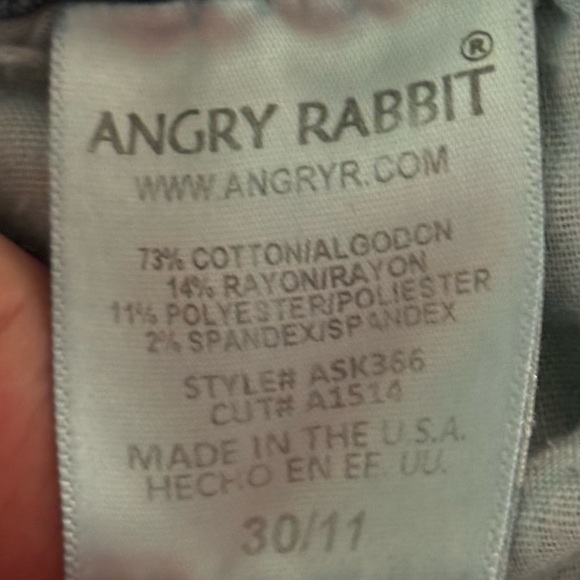 ANGRY RABBIT®
WWW.ANGRYR.COM
73% COTTON/ALGODON
14% RAYON/RAYON
11% POLYESTER/POLIESTER
2% SPANDEX/SPANDEX
STYLE# ASK366
CUT# A1514
MADE IN THE U.S.A.
HECHO EN EE. UU.
30/11